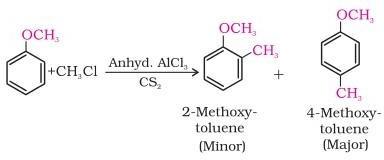 OCH₃
+CH₃Cl
Anhyd. AlCl₃
CS₂
OCH₃
CH₃
+
OCH₃
CH₃
2-Methoxy-
toluene
(Minor)
4-Methoxy-
toluene
(Major)